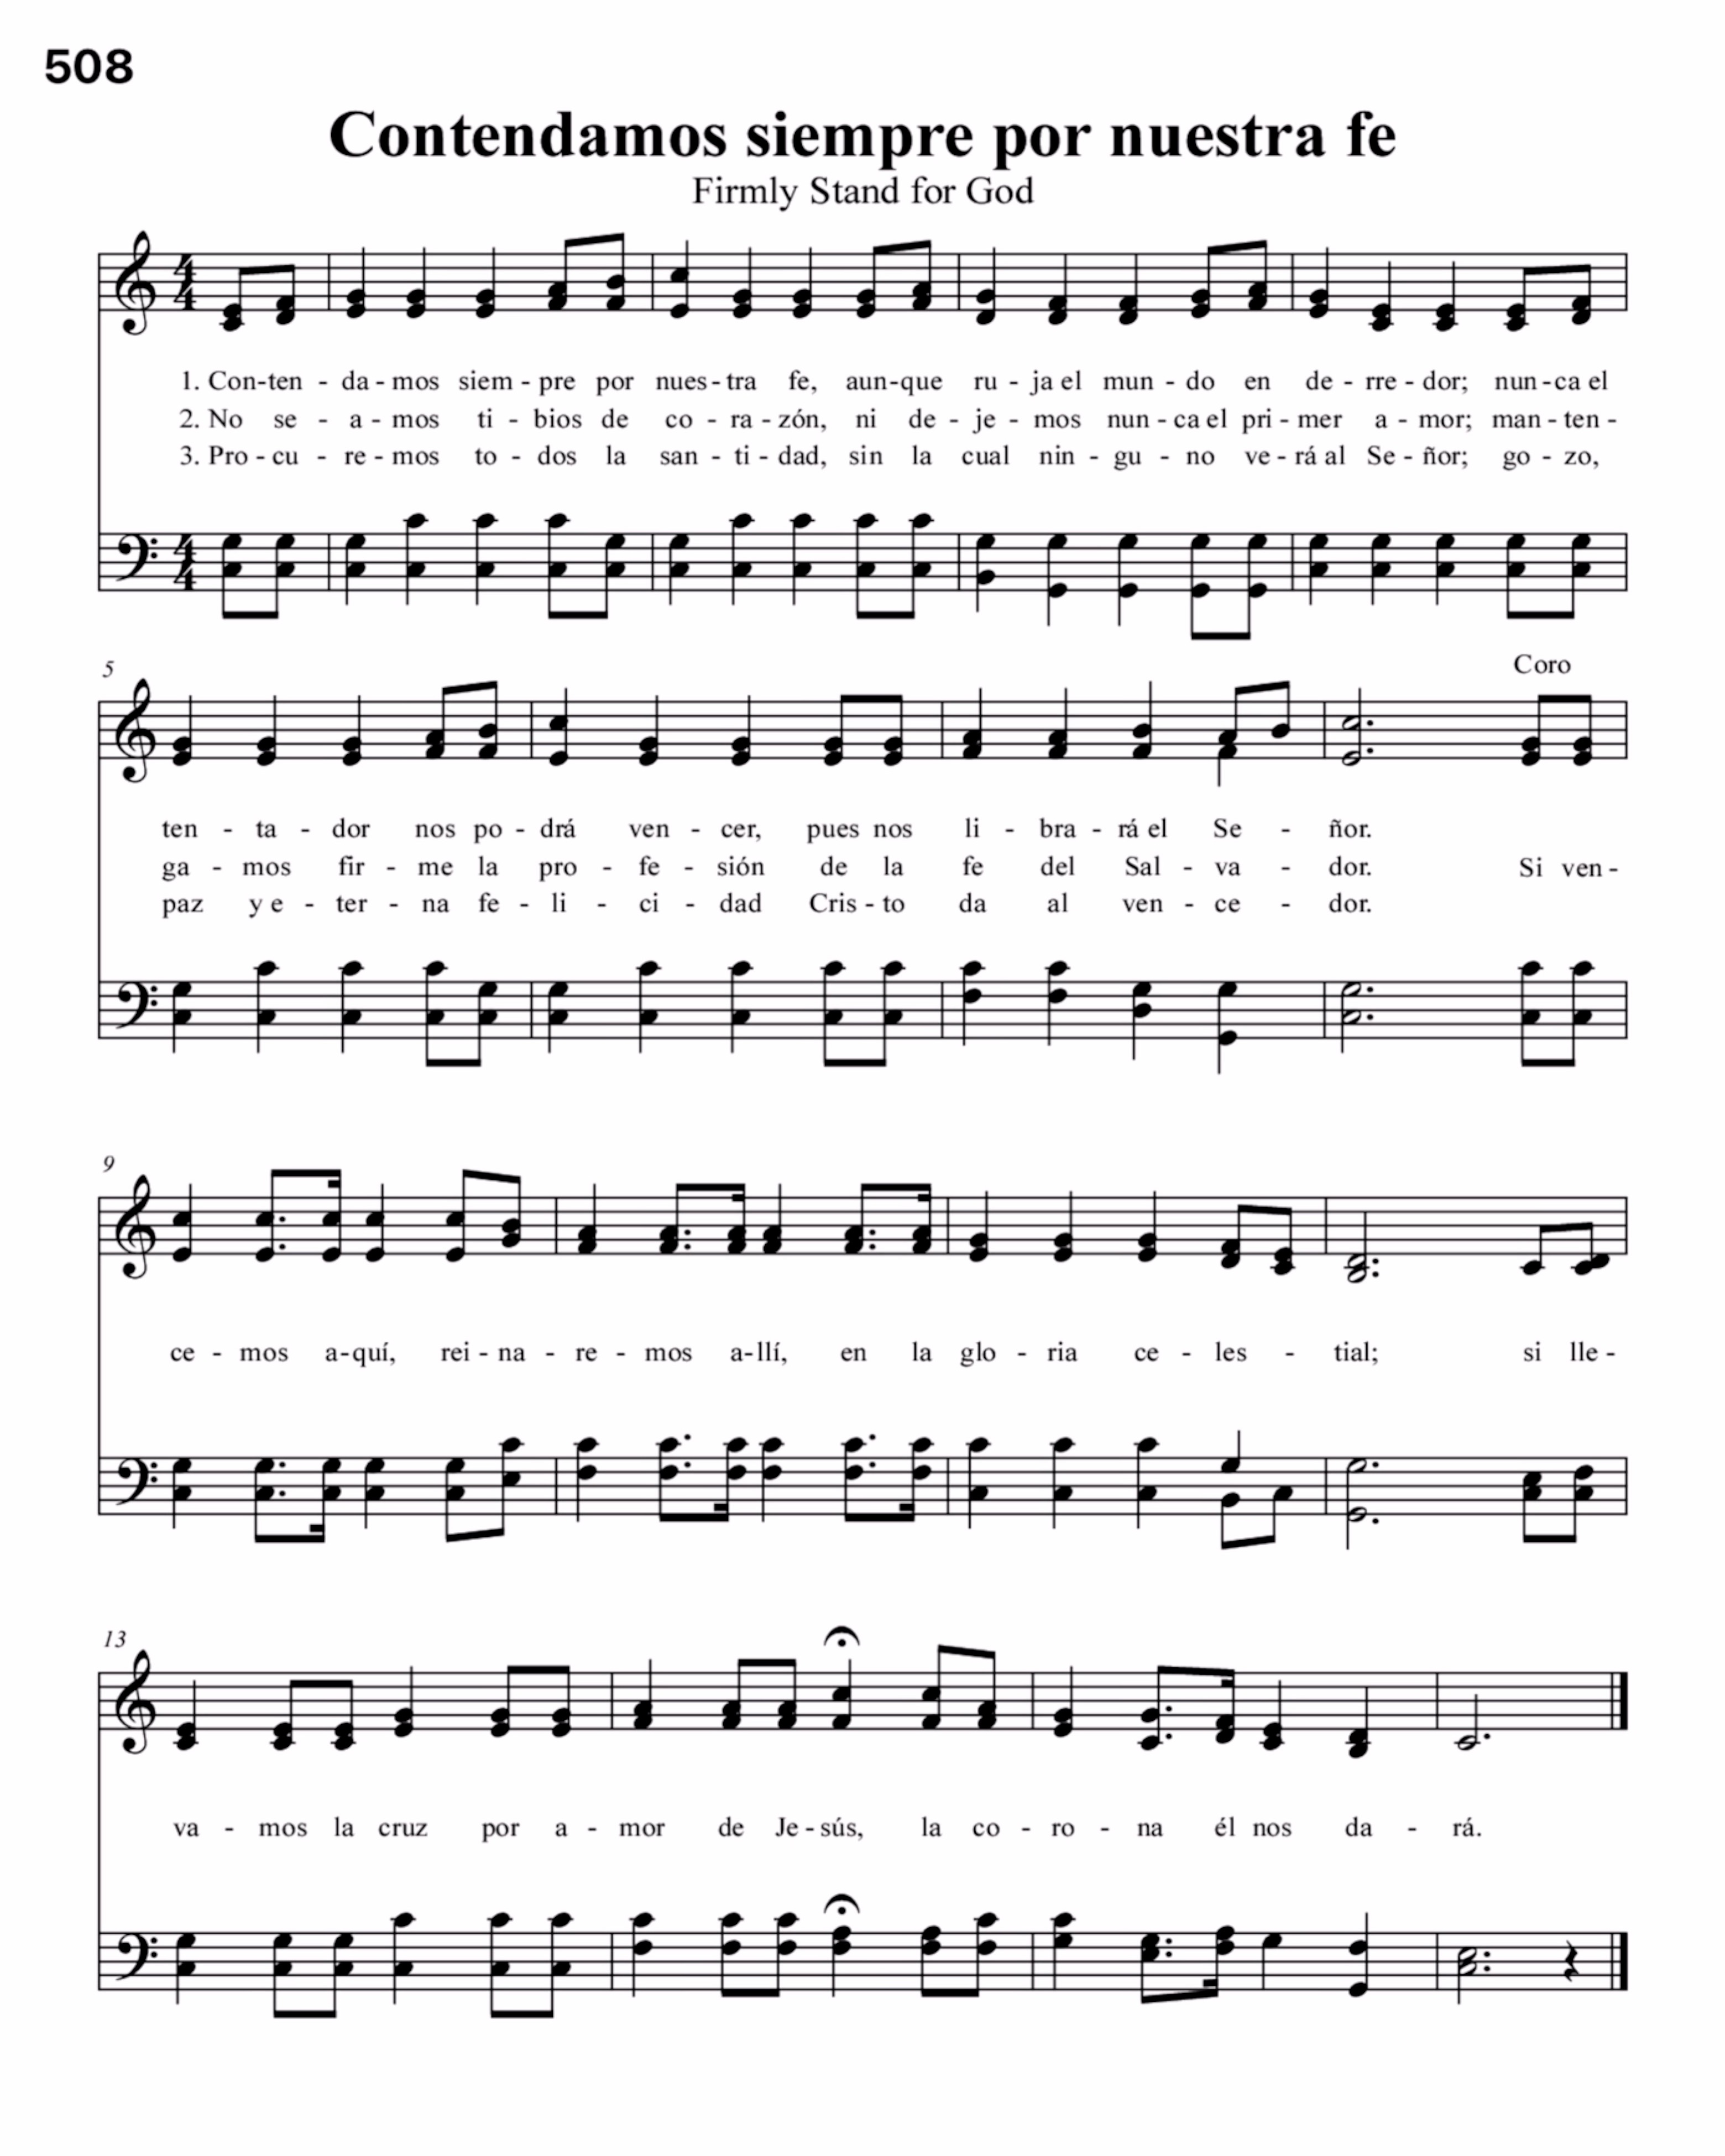 508
Contendamos siempre por nuestra fe
Firmly Stand for God
1. Con-ten - da - mos siem - pre por nues - tra fe, aun-que ru - ja el mun - do en de - rre - dor; nun - ca el
2. No se - a - mos ti - bios de co - ra - zón, ni de - je - mos nun - ca el pri - mer a - mor; man - ten -
3. Pro - cu - re - mos to - dos la san - ti - dad, sin la cual nin - gu - no ve - rá al Se - ñor; go - zo,
5
Coro
ten - ta - dor nos po - drá ven - cer, pues nos li - bra - rá el Se - ñor.
ga - mos fir - me la pro - fe - sión de la fe del Sal - va - dor. Si ven -
paz y e - ter - na fe - li - ci - dad Cris - to da al ven - ce - dor.
9
ce - mos a-quí, rei - na - re - mos a-llí, en la glo - ria ce - les - tial; si lle -
13
va - mos la cruz por a - mor de Je - sús, la co - ro - na él nos da - rá.